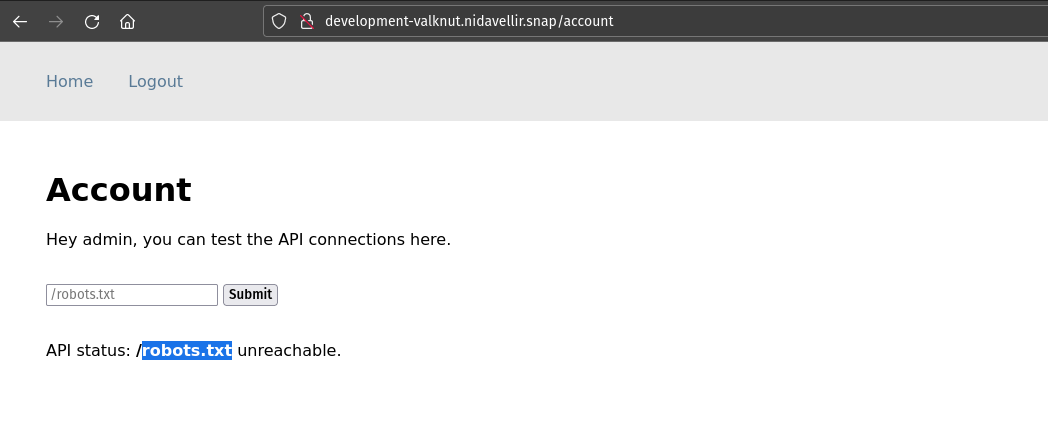 development-valknut.nidavellir.snap/account
Home Logout
Account
Hey admin, you can test the API connections here.
/robots.txt Submit
API status: /robots.txt unreachable.